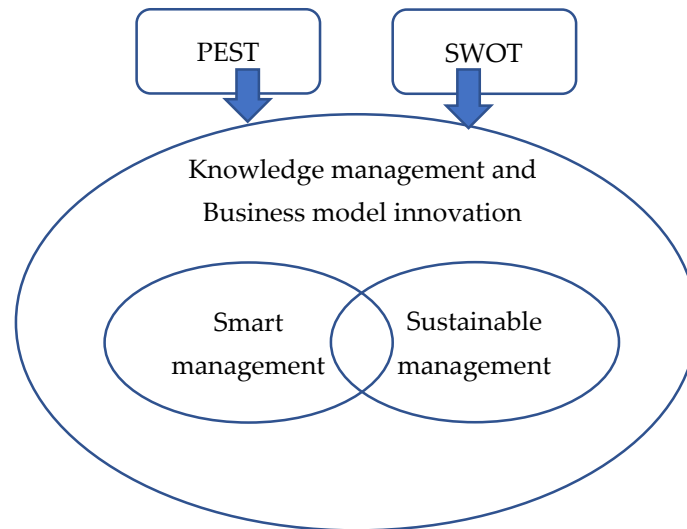 PEST
SWOT
Knowledge management and
Business model innovation
Smart
management
Sustainable
management